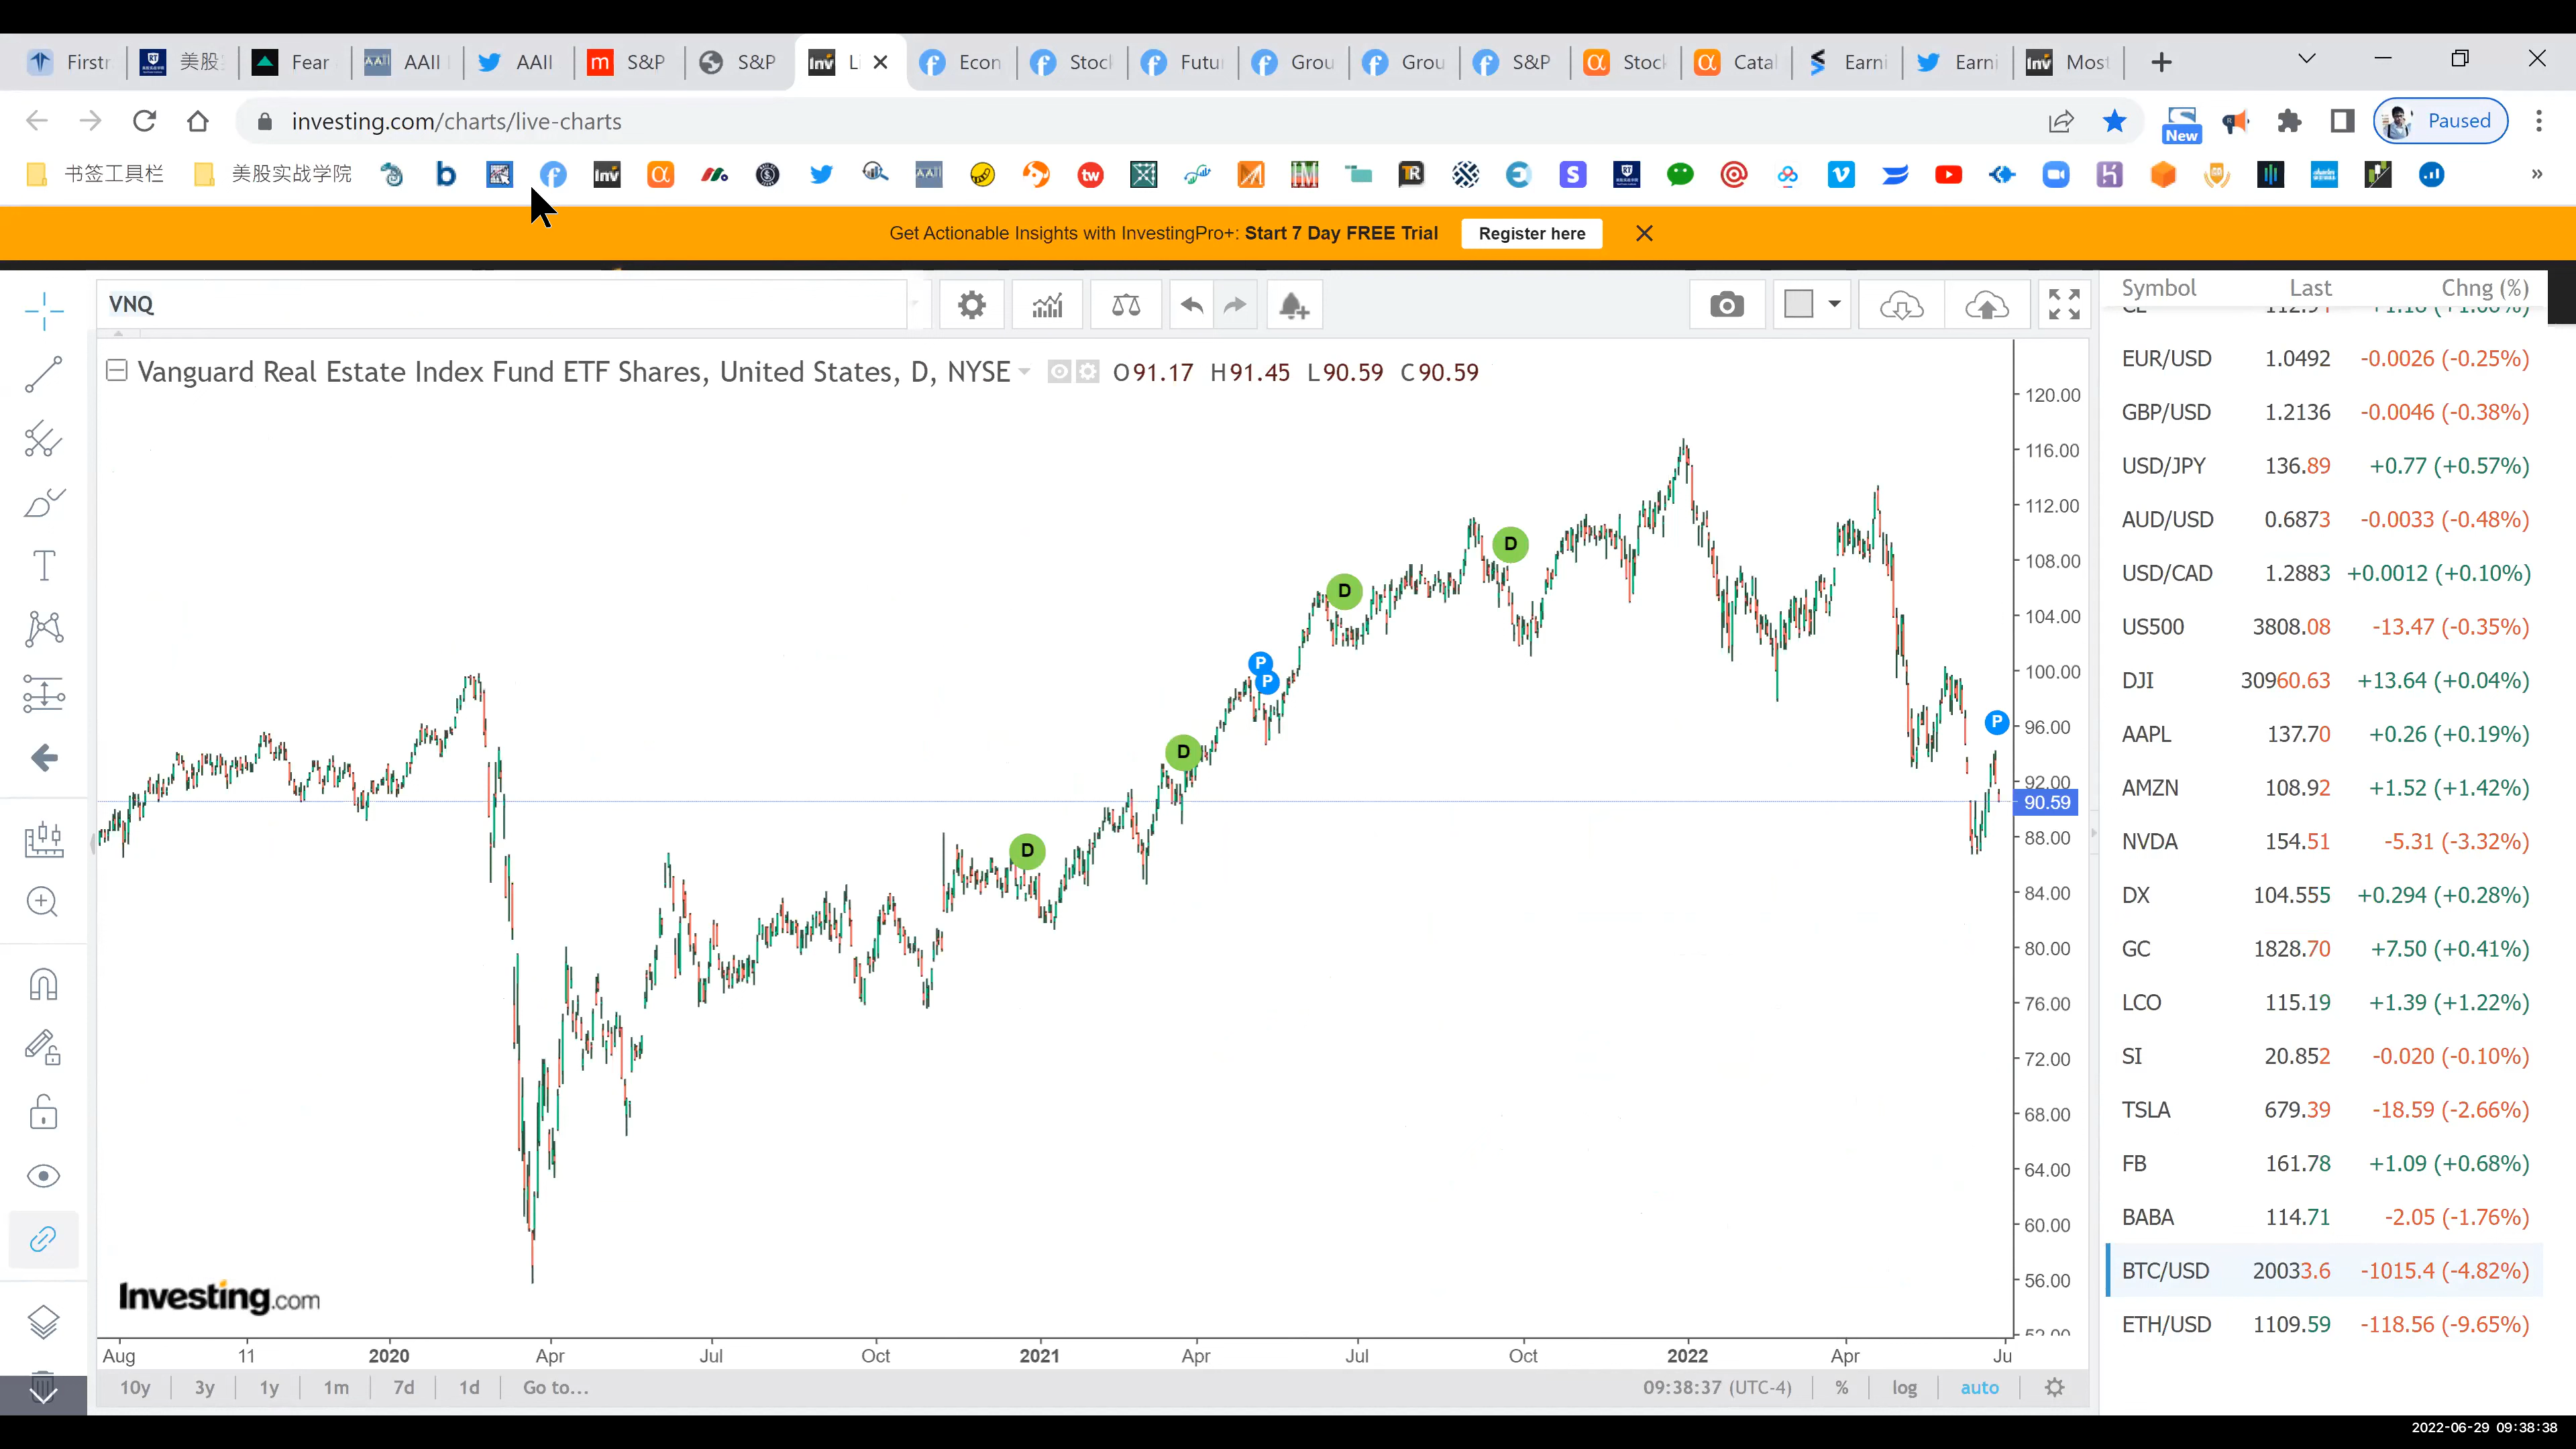 Firstr
美股
Fear
AAII
AAII
S&P
S&P
Li
Econ
Stoc
Futu
Grou
Grou
S&P
Stock
Catal
Earni
Earni
Most
investing.com/charts/live-charts
New
Paused
书签工具栏
美股实战学院
Get Actionable Insights with InvestingPro+: Start 7 Day FREE Trial
Register here
VNQ
Symbol Last Chng (%)
Vanguard Real Estate Index Fund ETF Shares, United States, D, NYSE O91.17 H91.45 L90.59 C90.59
EUR/USD 1.0492 -0.0026 (-0.25%)
GBP/USD 1.2136 -0.0046 (-0.38%)
USD/JPY 136.89 +0.77 (+0.57%)
AUD/USD 0.6873 -0.0033 (-0.48%)
USD/CAD 1.2883 +0.0012 (+0.10%)
US500 3808.08 -13.47 (-0.35%)
DJI 30960.63 +13.64 (+0.04%)
AAPL 137.70 +0.26 (+0.19%)
AMZN 108.92 +1.52 (+1.42%)
NVDA 154.51 -5.31 (-3.32%)
DX 104.555 +0.294 (+0.28%)
GC 1828.70 +7.50 (+0.41%)
LCO 115.19 +1.39 (+1.22%)
SI 20.852 -0.020 (-0.10%)
TSLA 679.39 -18.59 (-2.66%)
FB 161.78 +1.09 (+0.68%)
BABA 114.71 -2.05 (-1.76%)
BTC/USD 20033.6 -1015.4 (-4.82%)
ETH/USD 1109.59 -118.56 (-9.65%)
120.00
116.00
112.00
108.00
104.00
100.00
96.00
92.00
90.59
88.00
84.00
80.00
76.00
72.00
68.00
64.00
60.00
56.00
52.00
D
D
P
P
D
D
P
Investing.com
Aug 11 2020 Apr Jul Oct 2021 Apr Jul Oct 2022 Apr Ju
10y 3y 1y 1m 7d 1d Go to... 09:38:37 (UTC-4) % log auto
2022-06-29 09:38:38